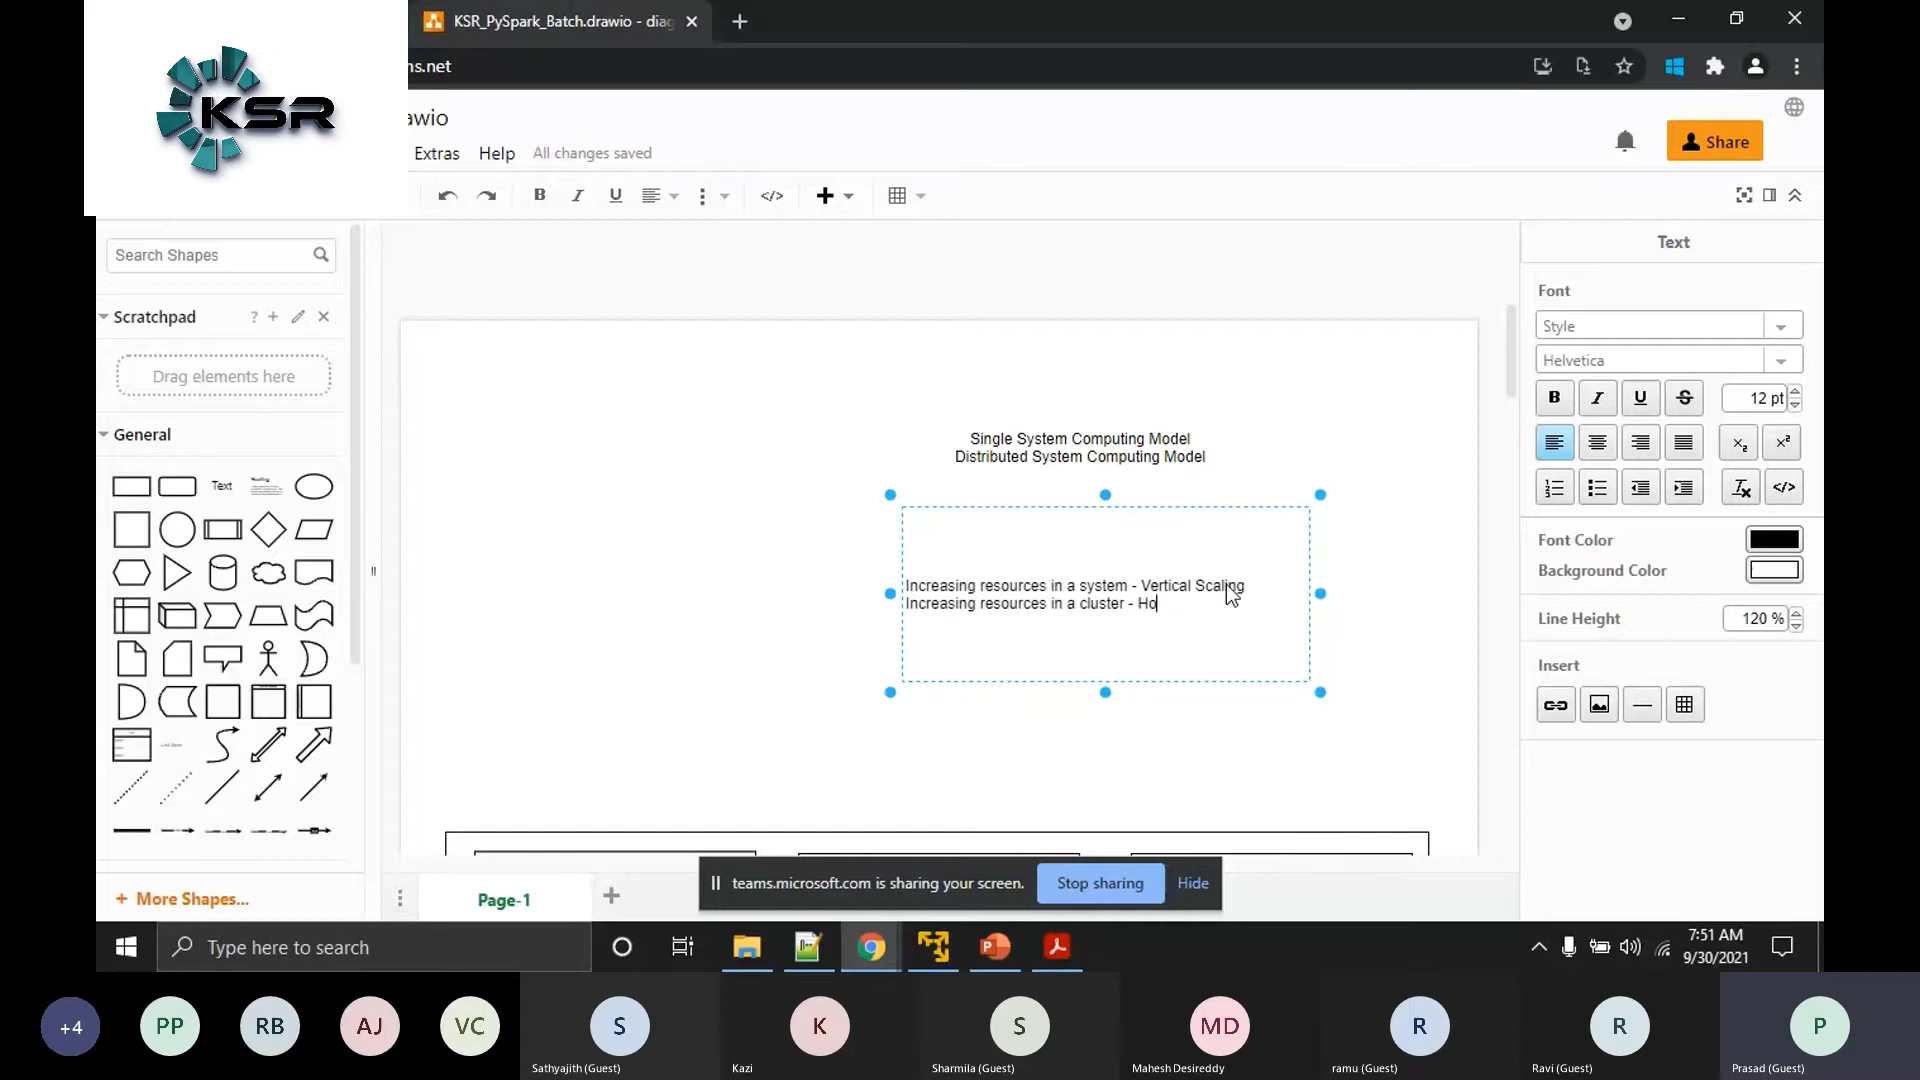 KSR_PySpark_Batch.drawio - diag
ns.net
KSR
awio
Extras Help All changes saved
Share
B I U
Search Shapes
Text
Font
Scratchpad
Style
Drag elements here
Helvetica
General
B I U S 12 pt
Single System Computing Model
Distributed System Computing Model
Text
Font Color
Background Color
Increasing resources in a system - Vertical Scaling
Increasing resources in a cluster - Ho
Line Height 120 %
Insert
More Shapes...
Page-1
teams.microsoft.com is sharing your screen. Stop sharing Hide
Type here to search
7:51 AM
9/30/2021
+4 PP RB AJ VC S K S MD R R P
Sathyajith (Guest) Kazi Sharmila (Guest) Mahesh Desireddy ramu (Guest) Ravi (Guest) Prasad (Guest)